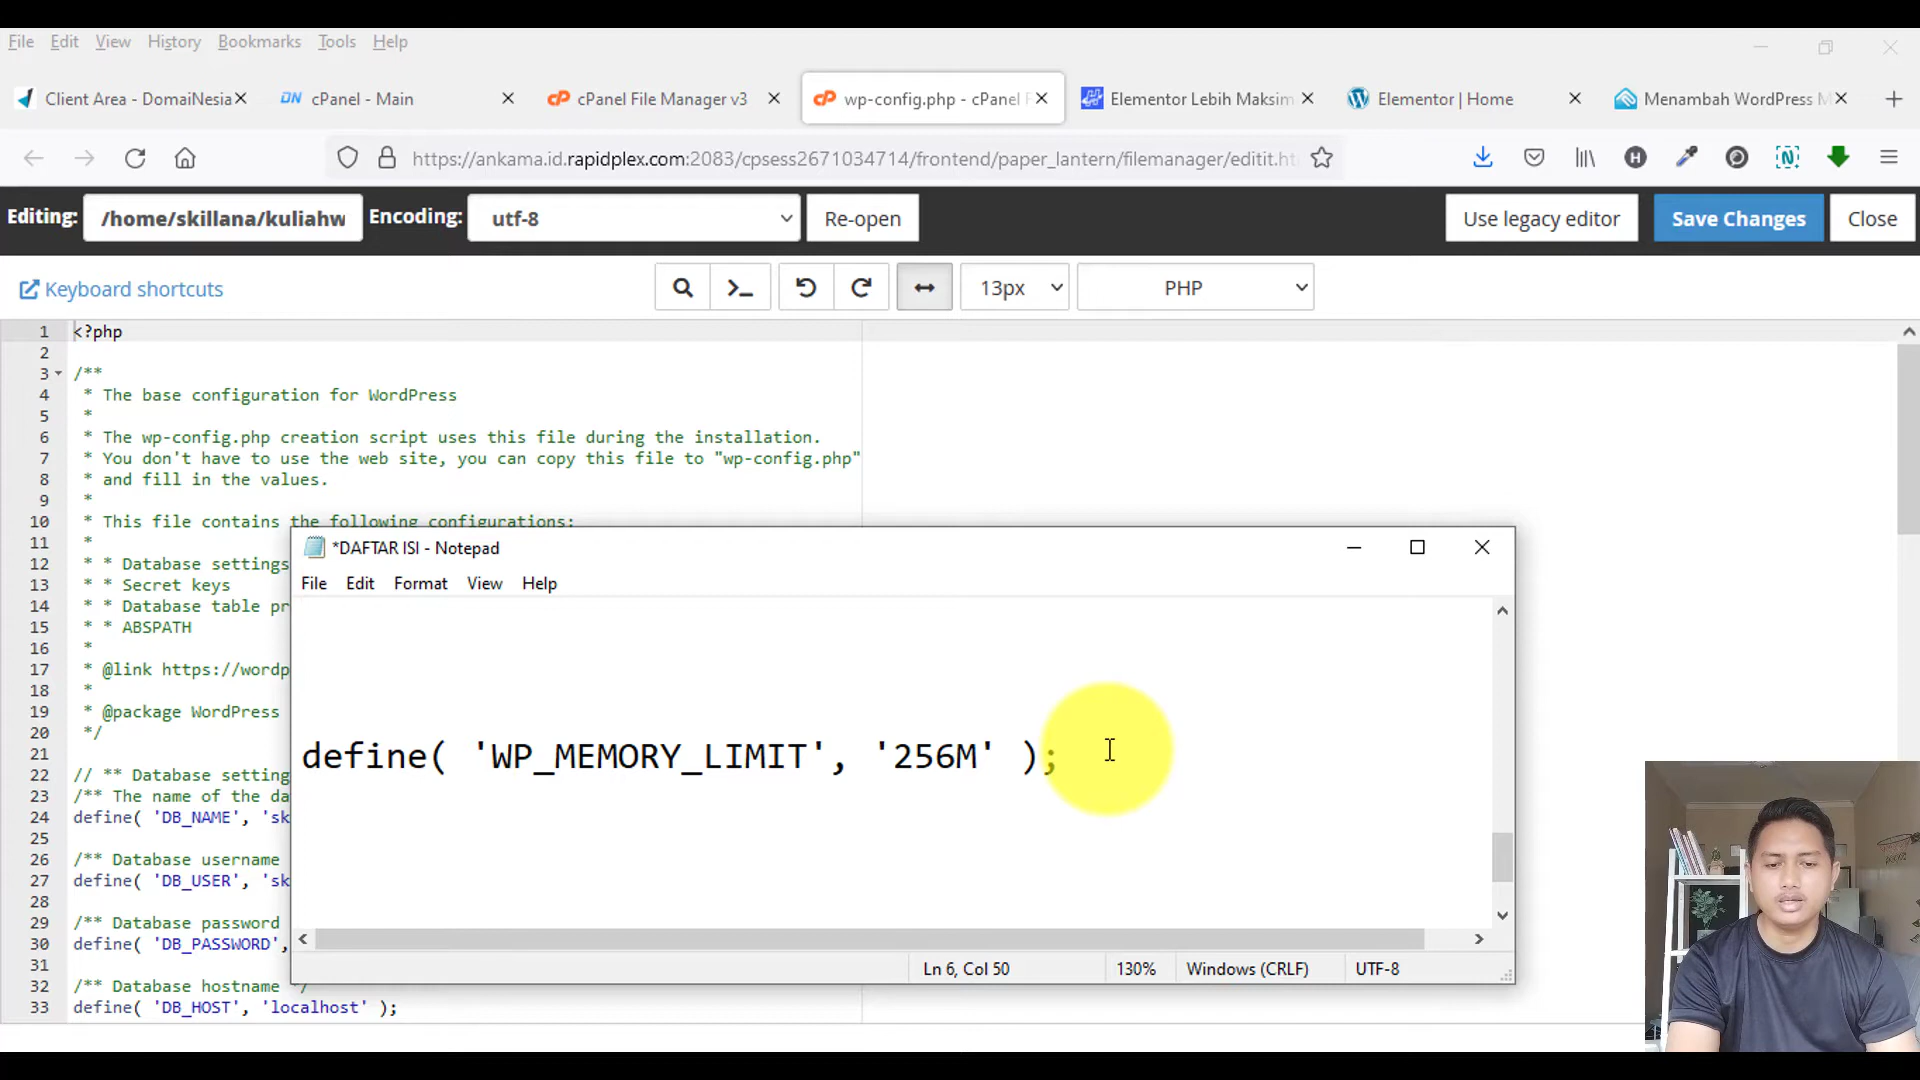 File Edit View History Bookmarks Tools Help
Client Area - DomaiNesia
DN cPanel - Main
cP cPanel File Manager v3
cP wp-config.php - cPanel F
Elementor Lebih Maksim
Elementor | Home
Menambah WordPress M
https://ankama.id.rapidplex.com:2083/cpsess2671034714/frontend/paper_lantern/filemanager/editit.ht
H
N
Editing: /home/skillana/kuliahw Encoding: utf-8 Re-open Use legacy editor Save Changes Close
Keyboard shortcuts 13px PHP
1 <?php
2
3 /**
4 * The base configuration for WordPress
5 *
6 * The wp-config.php creation script uses this file during the installation.
7 * You don't have to use the web site, you can copy this file to "wp-config.php"
8 * and fill in the values.
9 *
10 * This file contains the following configurations:
11 *
12 * * Database settings
13 * * Secret keys
14 * * Database table pr
15 * * ABSPATH
16 *
17 * @link https://wordp
18 *
19 * @package WordPress
20 */
21
22 // ** Database setting
23 /** The name of the da
24 define( 'DB_NAME', 'sk
25
26 /** Database username
27 define( 'DB_USER', 'sk
28
29 /** Database password
30 define( 'DB_PASSWORD',
31
32 /** Database hostname */
33 define( 'DB_HOST', 'localhost' );
*DAFTAR ISI - Notepad
File Edit Format View Help
define( 'WP_MEMORY_LIMIT', '256M' );
Ln 6, Col 50 130% Windows (CRLF) UTF-8